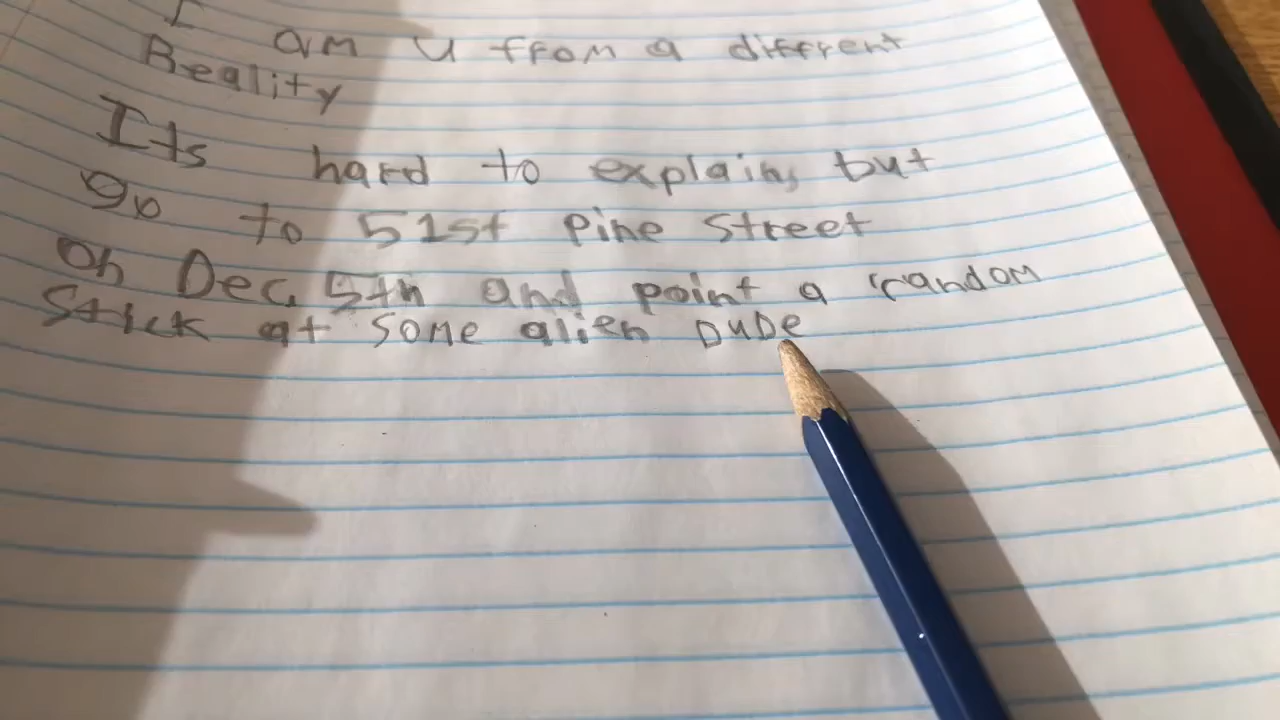 I am u from a different
Reality
Its hard to explain, but
go to 51st pine street
on Dec. 5th and point a random
Stick at some alien DuDe